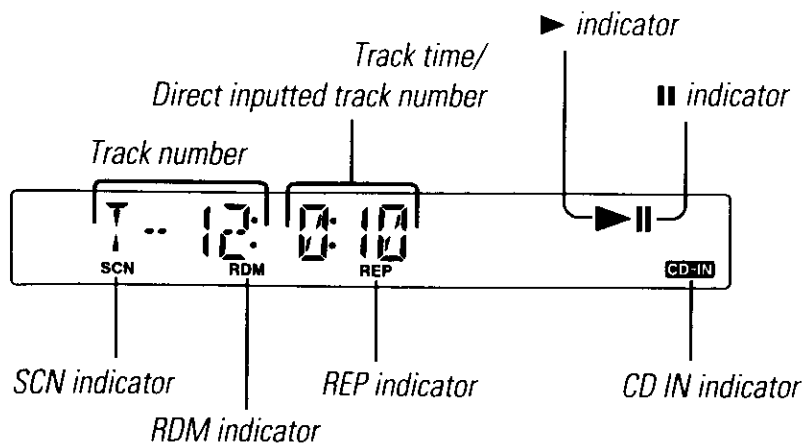 ▶ indicator
Track time/
Direct inputted track number
II indicator
Track number
T-- 12: 0:10
▶II
SCN RDM REP CD-IN
SCN indicator
REP indicator
CD IN indicator
RDM indicator